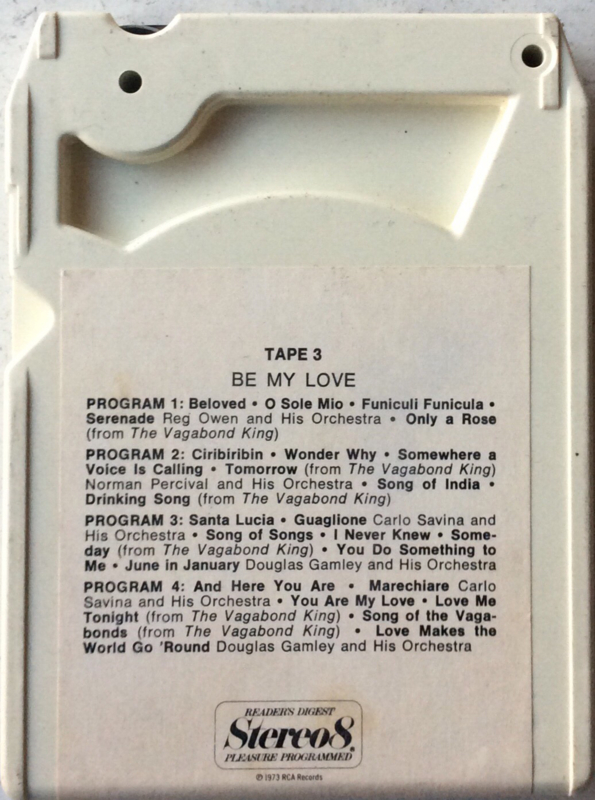 TAPE 3
BE MY LOVE
PROGRAM 1: Beloved • O Sole Mio • Funiculi Funicula •
Serenade Reg Owen and His Orchestra • Only a Rose
(from The Vagabond King)
PROGRAM 2: Ciribiribin • Wonder Why • Somewhere a
Voice Is Calling • Tomorrow (from The Vagabond King)
Norman Percival and His Orchestra • Song of India •
Drinking Song (from The Vagabond King)
PROGRAM 3: Santa Lucia • Guaglione Carlo Savina and
His Orchestra • Song of Songs • I Never Knew • Some-
day (from The Vagabond King) • You Do Something to
Me • June in January Douglas Gamley and His Orchestra
PROGRAM 4: And Here You Are • Marechiare Carlo
Savina and His Orchestra • You Are My Love • Love Me
Tonight (from The Vagabond King) • Song of the Vaga-
bonds (from The Vagabond King) • Love Makes the
World Go 'Round Douglas Gamley and His Orchestra
READER'S DIGEST
Stereo8®
PLEASURE PROGRAMMED
℗1973 RCA Records